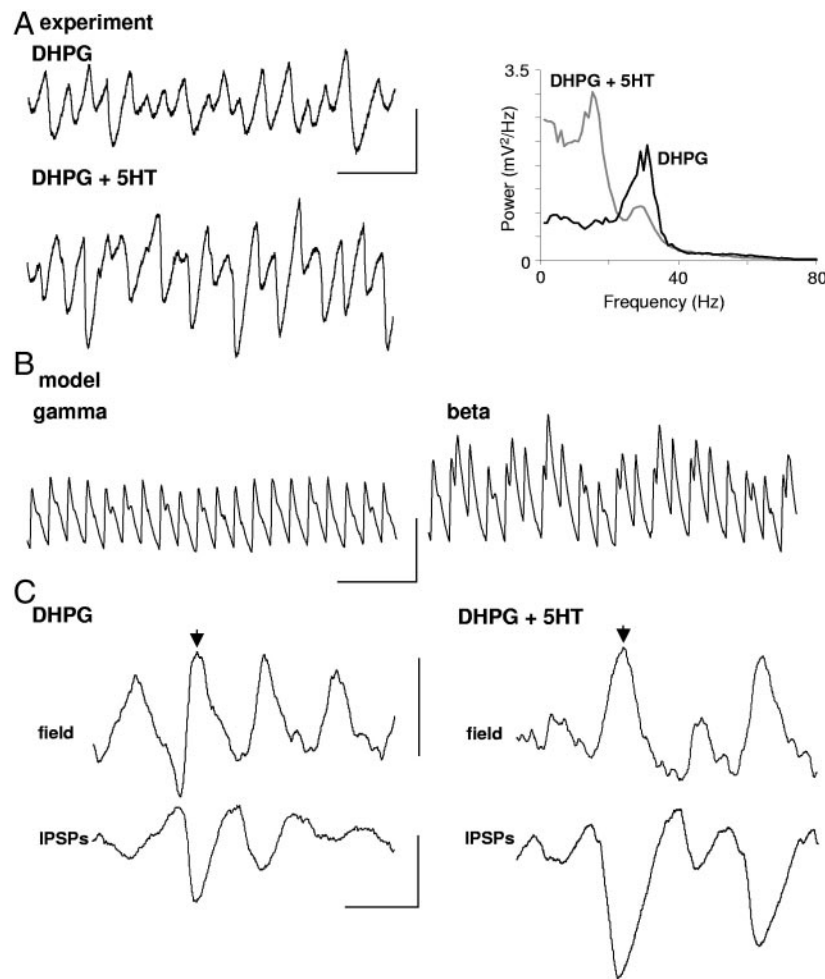 A experiment
DHPG
DHPG + 5HT
3.5
DHPG + 5HT
DHPG
Power (mV²/Hz)
0
0
40
80
Frequency (Hz)
B model
gamma
beta
C
DHPG
DHPG + 5HT
field
field
IPSPs
IPSPs